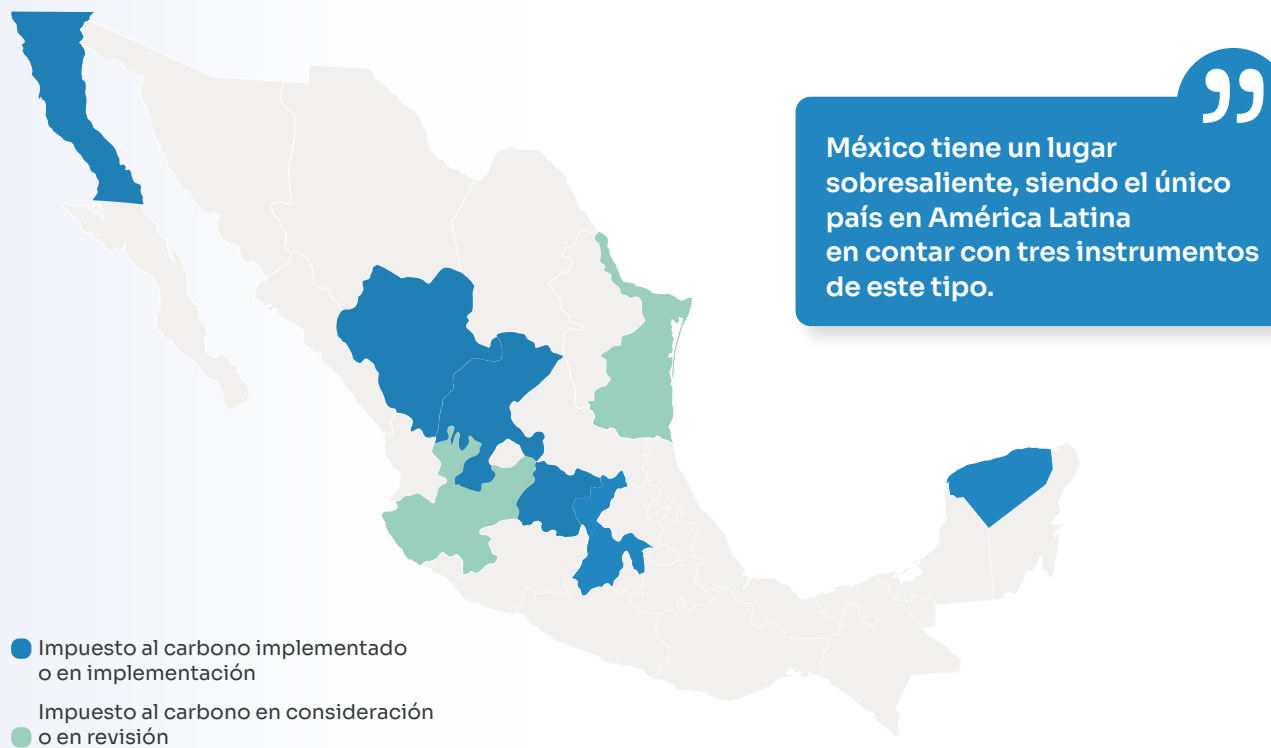 ”
México tiene un lugar
sobresaliente, siendo el único
país en América Latina
en contar con tres instrumentos
de este tipo.
Impuesto al carbono implementado
o en implementación
Impuesto al carbono en consideración
o en revisión